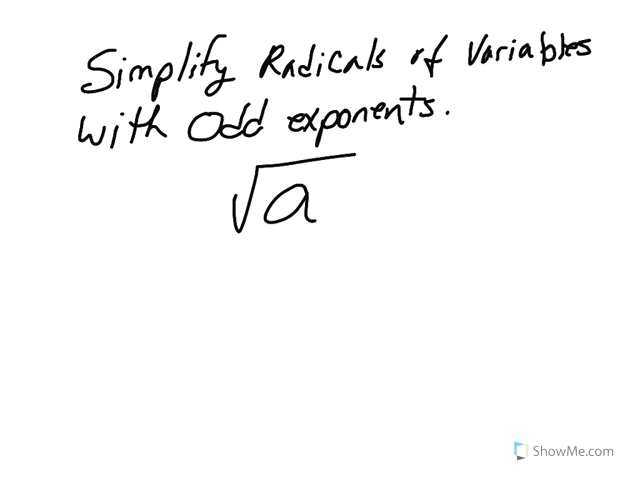 Simplify Radicals of Variables
with Odd exponents.
√a
ShowMe.com